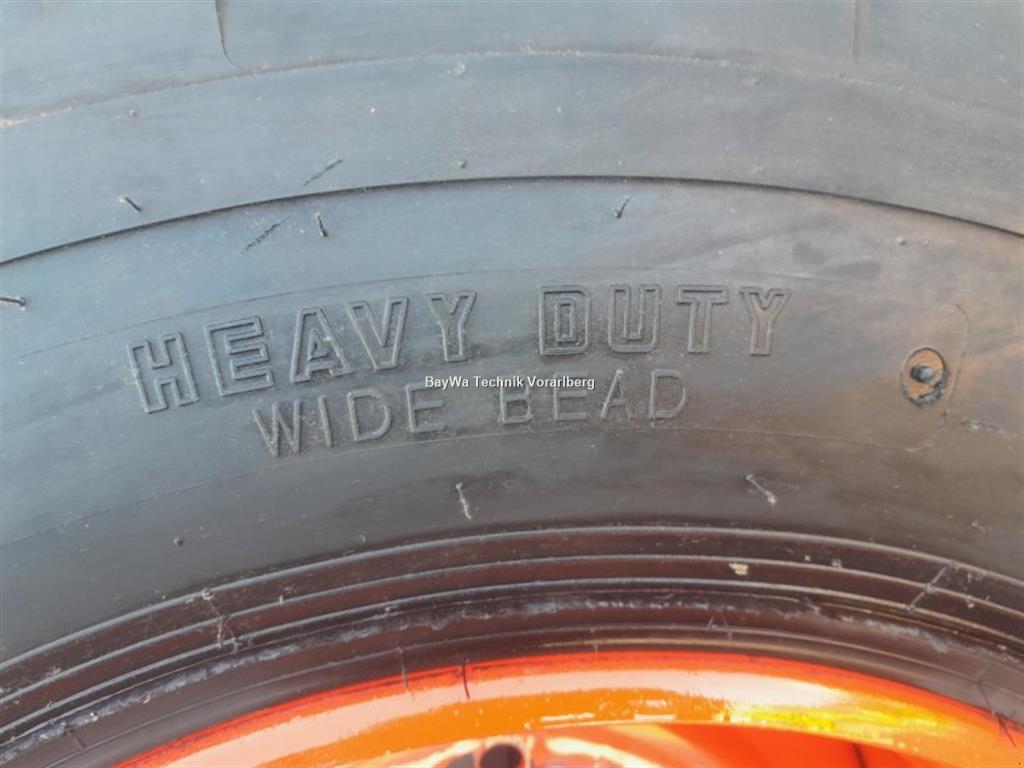 HEAVY DUTY
BayWa Technik Vorarlberg
WIDE BEAD